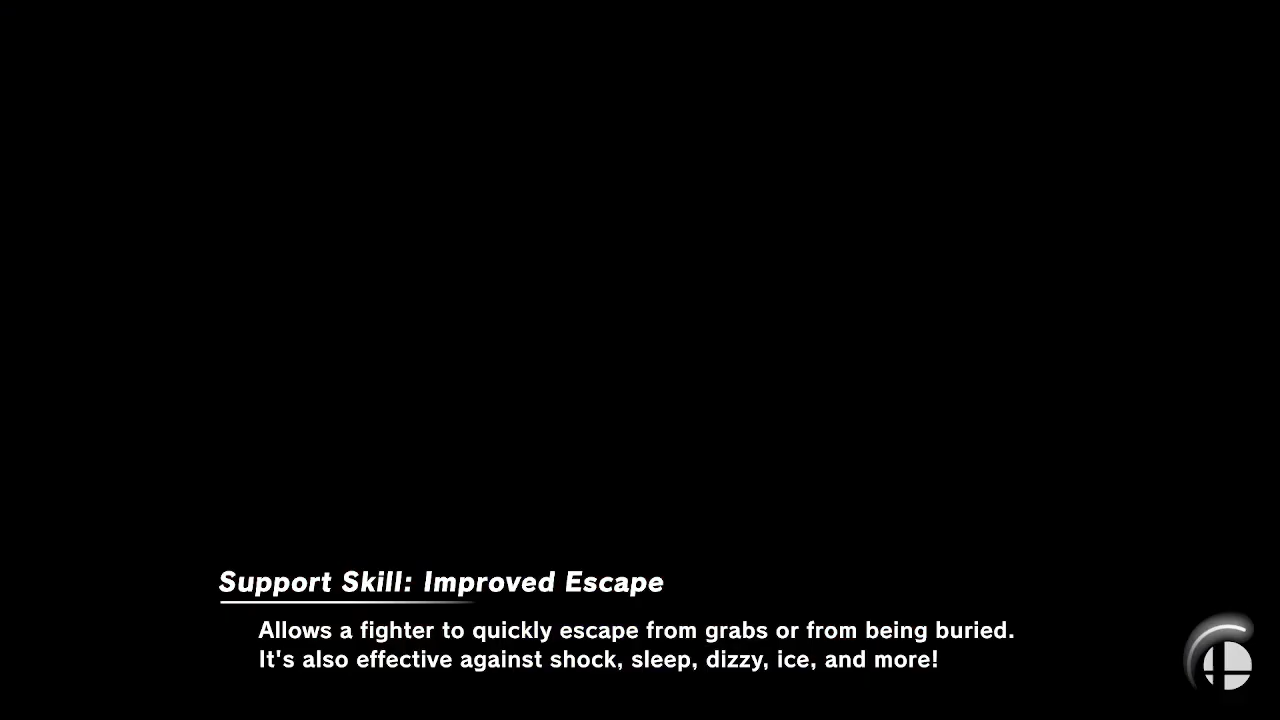 Support Skill: Improved Escape
Allows a fighter to quickly escape from grabs or from being buried.
It's also effective against shock, sleep, dizzy, ice, and more!